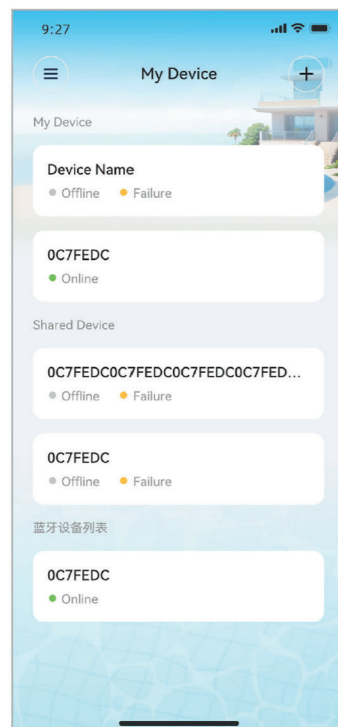 9:27
My Device
My Device
Device Name
Offline Failure
0C7FEDC
Online
Shared Device
0C7FEDC0C7FEDC0C7FEDC0C7FED...
Offline Failure
0C7FEDC
Offline Failure
蓝牙设备列表
0C7FEDC
Online